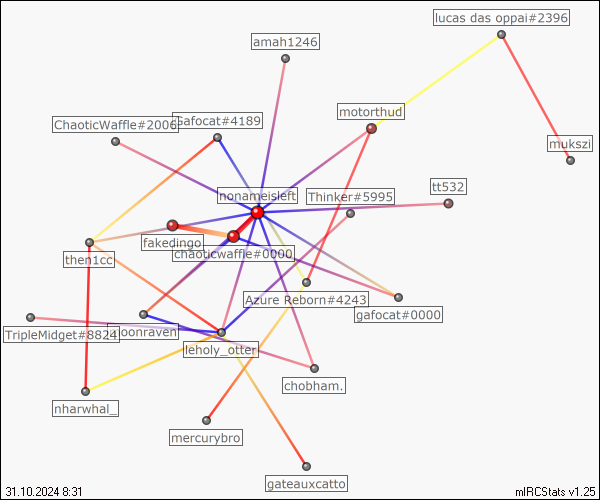 lucas das oppai#2396
amah1246
motorthud
ChaoticWaffle#2006
Gafocat#4189
mukszi
nonameisleft
Thinker#5995
tt532
fakedingo
chaoticwaffle#0000
then1cc
Azure Reborn#4243
gafocat#0000
TripleMidget#8824
moonraven
leholy_otter
chobham.
nharwhal_
mercurybro
gateauxcatto
31.10.2024 8:31
mIRCStats v1.25